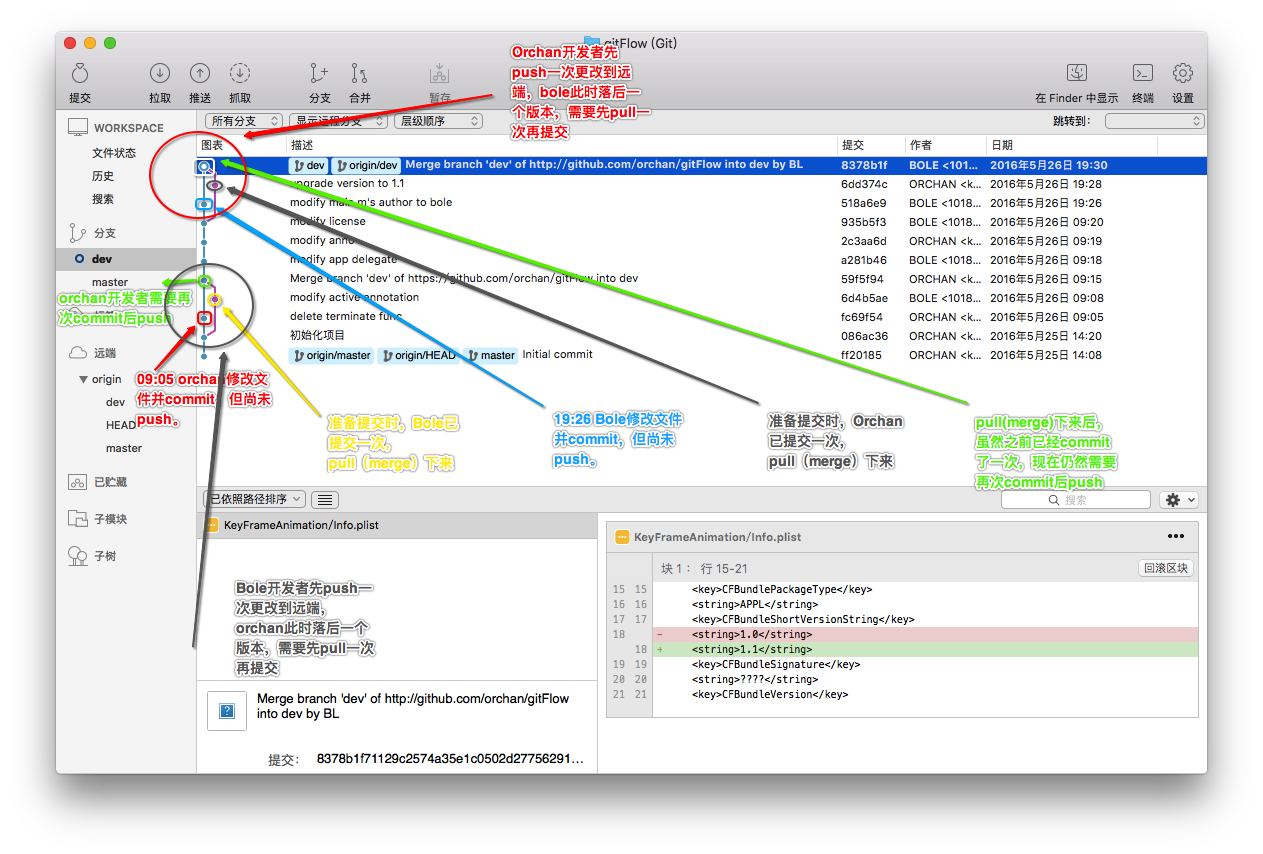 gitFlow (Git)
提交
拉取
推送
抓取
分支
合并
暂存
在 Finder 中显示
终端
设置
Orchan开发者先
push一次更改到远
端，bole此时落后一
个版本，需要先pull一
次再提交
所有分支
显示远程分支
层级顺序
跳转到：
WORKSPACE
文件状态
历史
搜索
分支
dev
master
远端
origin
dev
HEAD
master
已贮藏
子模块
子树
图表
描述
提交
作者
日期
dev origin/dev Merge branch 'dev' of http://github.com/orchan/gitFlow into dev by BL 8378b1f BOLE <101... 2016年5月26日 19:30
upgrade version to 1.1 6dd374c ORCHAN <k... 2016年5月26日 19:28
modify main.m's author to bole 518a6e9 BOLE <1018... 2016年5月26日 19:26
modify license 935b5f3 ORCHAN <k... 2016年5月26日 09:20
modify anno 2c3aa6d ORCHAN <k... 2016年5月26日 09:19
modify app delegate a281b46 BOLE <1018... 2016年5月26日 09:18
Merge branch 'dev' of https://github.com/orchan/gitFlow into dev 59f5f94 ORCHAN <k... 2016年5月26日 09:15
modify active annotation 6d4b5ae BOLE <1018... 2016年5月26日 09:08
delete terminate func fc69f54 ORCHAN <k... 2016年5月26日 09:05
初始化项目 086ac36 ORCHAN <k... 2016年5月25日 14:20
origin/master origin/HEAD master Initial commit ff20185 ORCHAN <k... 2016年5月25日 14:08
orchan开发者需要再
次commit后push
09:05 orchan修改文
件并commit，但尚未
push。
准备提交时，Bole已
提交一次，
pull（merge）下来
19:26 Bole修改文件
并commit，但尚未
push。
准备提交时，Orchan
已提交一次，
pull（merge）下来
pull(merge)下来后，
虽然之前已经commit
了一次，现在仍然需要
再次commit后push
已依照路径排序
搜索
KeyFrameAnimation/Info.plist
Bole开发者先push一
次更改到远端，
orchan此时落后一个
版本，需要先pull一次
再提交
Merge branch 'dev' of http://github.com/orchan/gitFlow
into dev by BL
提交： 8378b1f71129c2574a35e1c0502d27756291...
KeyFrameAnimation/Info.plist
块 1： 行 15-21
回滚区块
15 15 <key>CFBundlePackageType</key>
16 16 <string>APPL</string>
17 17 <key>CFBundleShortVersionString</key>
18 - <string>1.0</string>
18 + <string>1.1</string>
19 19 <key>CFBundleSignature</key>
20 20 <string>????</string>
21 21 <key>CFBundleVersion</key>